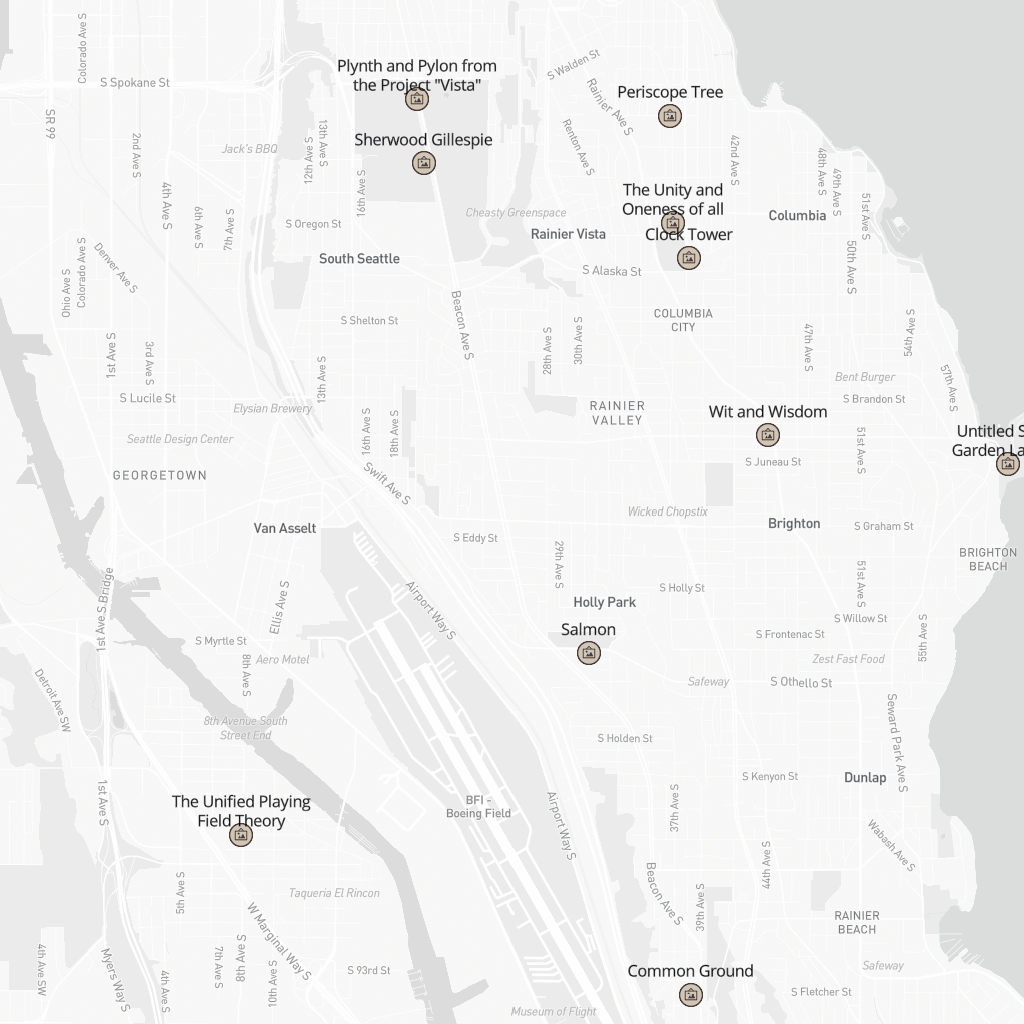 Colorado Ave S
S Spokane St
SR 99
2nd Ave S
Jack's BBQ
12th Ave S
13th Ave S
16th Ave S
4th Ave S
6th Ave S
7th Ave S
Plynth and Pylon from
the Project "Vista"
Sherwood Gillespie
S Walden St
Rainier Ave S
Renton Ave S
Periscope Tree
42nd Ave S
48th Ave S
49th Ave S
51st Ave S
50th Ave S
S Oregon St
Cheasty Greenspace
The Unity and
Oneness of all
Columbia
Rainier Vista
Clock Tower
South Seattle
S Alaska St
Denver Ave S
Ohio Ave S
Colorado Ave S
S Shelton St
Beacon Ave S
COLUMBIA
CITY
28th Ave S
30th Ave S
47th Ave S
54th Ave S
1st Ave S
3rd Ave S
13th Ave S
57th Ave S
Bent Burger
S Lucile St
S Brandon St
Elysian Brewery
RAINIER
VALLEY
Wit and Wisdom
16th Ave S
18th Ave S
Seattle Design Center
Untitled S
Garden La
51st Ave S
GEORGETOWN
Swift Ave S
S Juneau St
Wicked Chopstix
Van Asselt
Brighton
S Graham St
S Eddy St
29th Ave S
BRIGHTON
BEACH
S Holly St
51st Ave S
1st Ave S Bridge
Ellis Ave S
Airport Way S
Holly Park
S Willow St
Salmon
S Frontenac St
55th Ave S
S Myrtle St
Aero Motel
8th Ave S
Zest Fast Food
Safeway
S Othello St
Detroit Ave SW
8th Avenue South
Street End
Seward Park Ave S
S Holden St
S Kenyon St
Dunlap
1st Ave S
The Unified Playing
Field Theory
BFI -
Boeing Field
37th Ave S
Airport Way S
Wabash Ave S
44th Ave S
5th Ave S
Taqueria El Rincon
Beacon Ave S
39th Ave S
W Marginal Way S
RAINIER
BEACH
4th Ave SW
Myers Way S
4th Ave S
7th Ave S
8th Ave S
10th Ave S
S 93rd St
Common Ground
Safeway
S Fletcher St
Museum of Flight